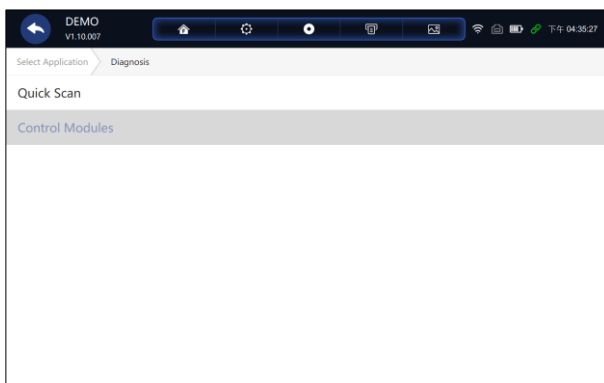 DEMO
V1.10.007
下午 04:35:27
Select Application
Diagnosis
Quick Scan
Control Modules